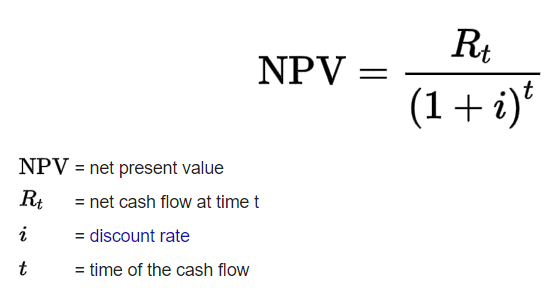 NPV = R_t / (1 + i)^t
NPV = net present value
R_t = net cash flow at time t
i = discount rate
t = time of the cash flow